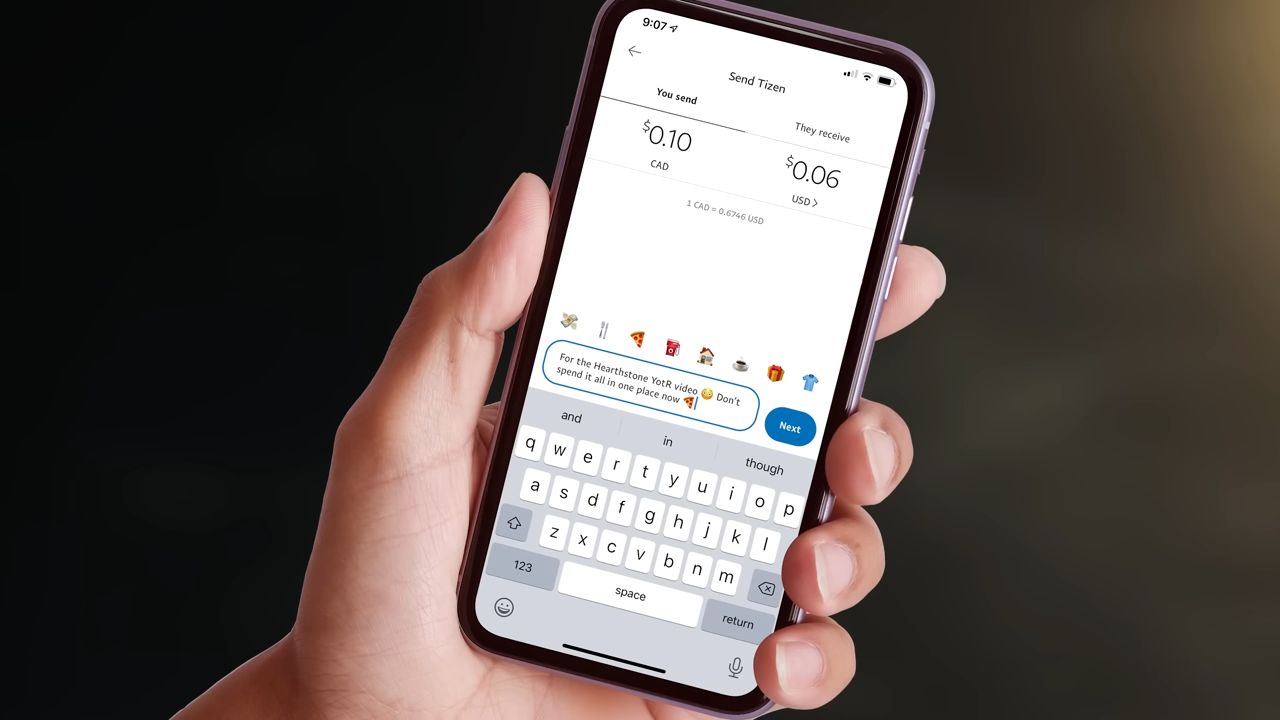 9:07
Send Tizen
You send
They receive
$0.10
CAD
$0.06
USD
1 CAD = 0.6746 USD
For the Hearthstone YotR video 😳 Don't
spend it all in one place now 🍕
Next
and in though
q w e r t y u i o p
a s d f g h j k l
z x c v b n m
123 space return